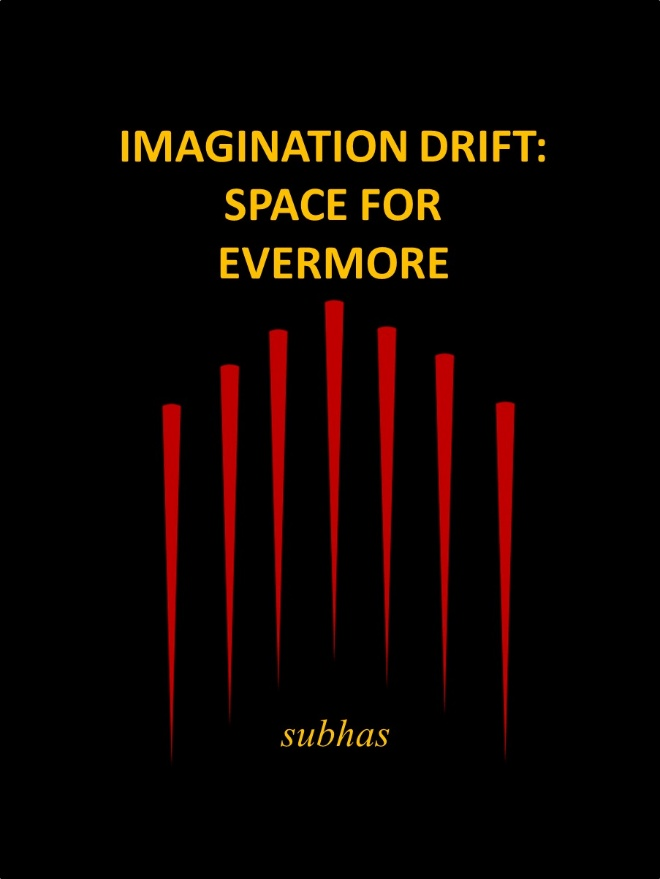 IMAGINATION DRIFT:
SPACE FOR
EVERMORE
subhas